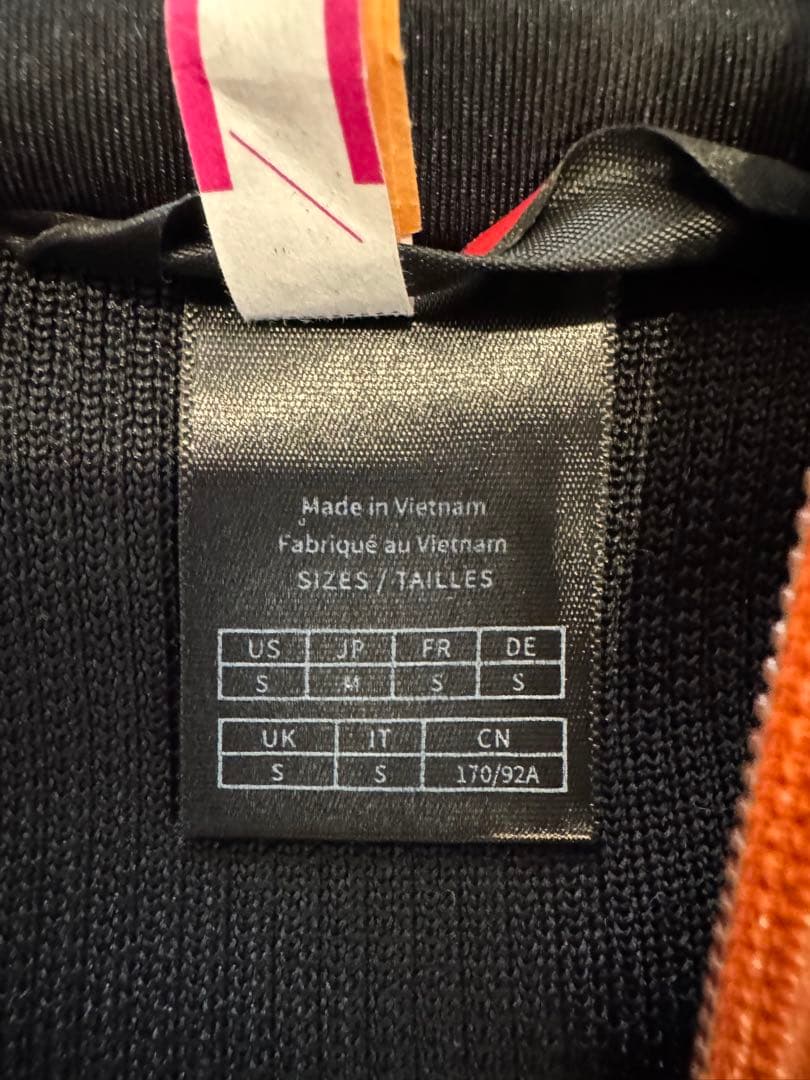 Made in Vietnam
Fabriqué au Vietnam
SIZES / TAILLES
US JP FR DE
S M S S
UK IT CN
S S 170/92A